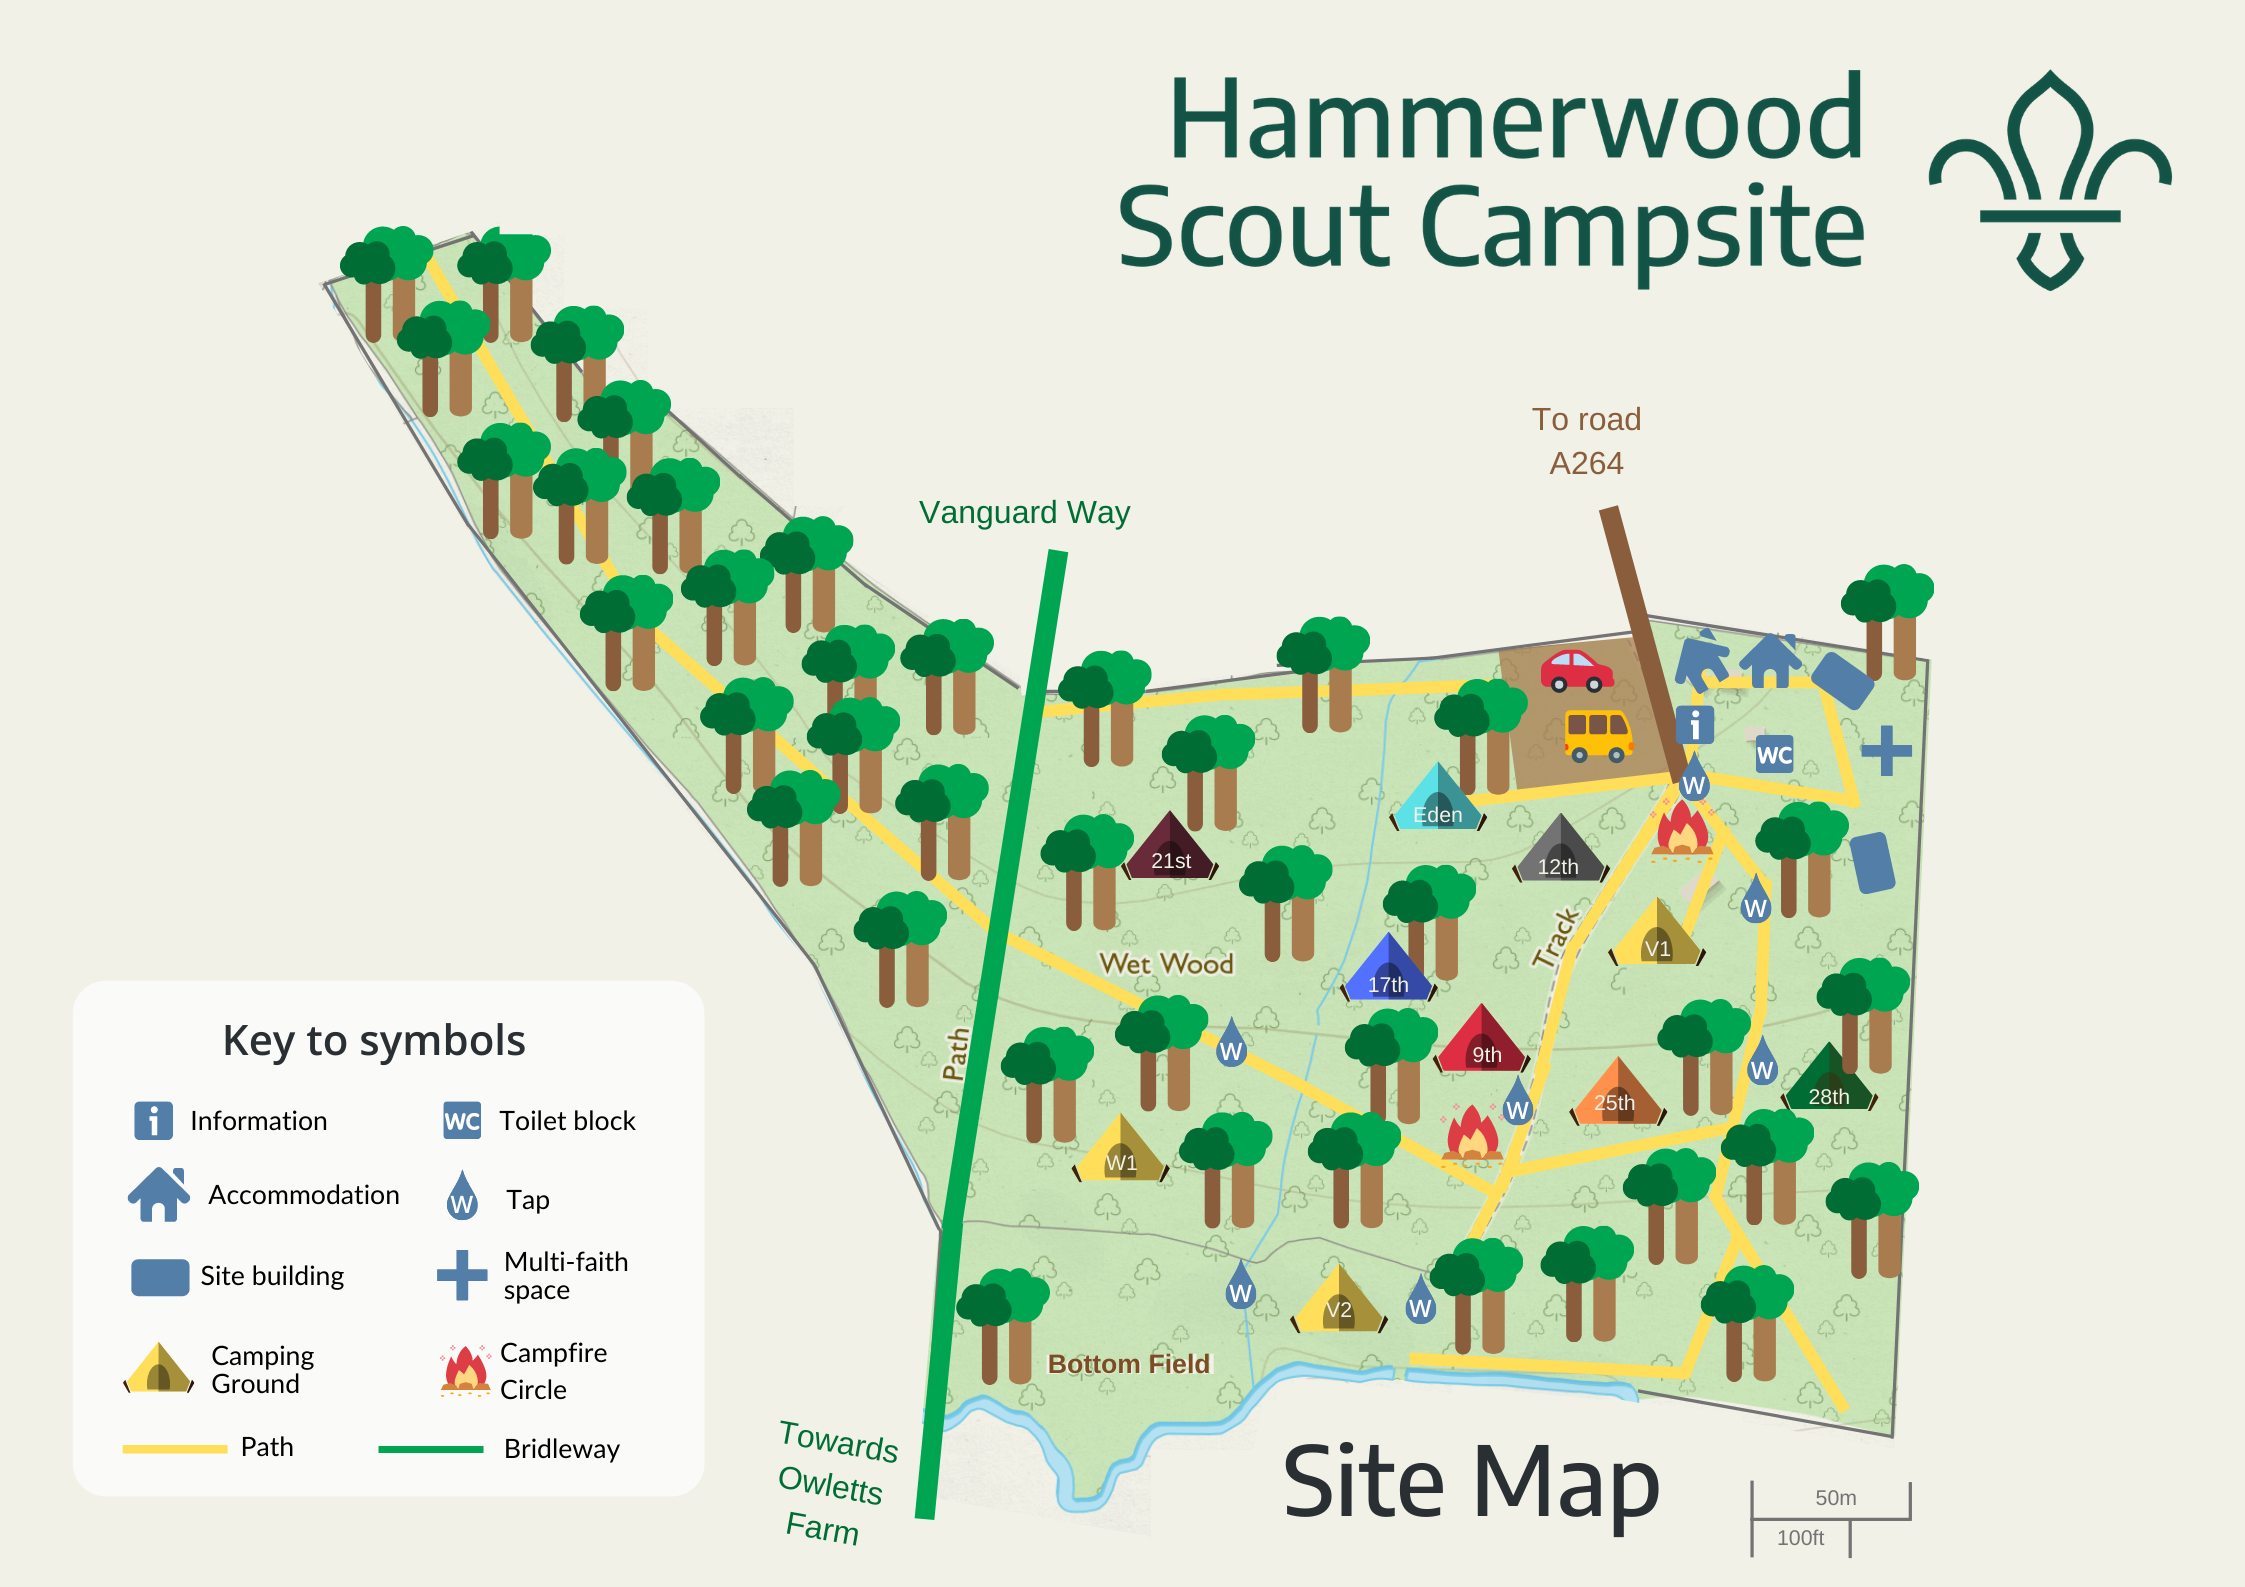 Hammerwood
Scout Campsite
To road
A264
Vanguard Way
i
WC
W
Eden
12th
21st
W
V1
Track
Wet Wood
17th
Path
W
9th
W
28th
W
25th
W1
W
V2
W
Bottom Field
Towards
Owletts
Farm
Site Map
50m
100ft
Key to symbols
i Information
WC Toilet block
Accommodation
W Tap
Site building
Multi-faith
space
Camping
Ground
Campfire
Circle
Path
Bridleway